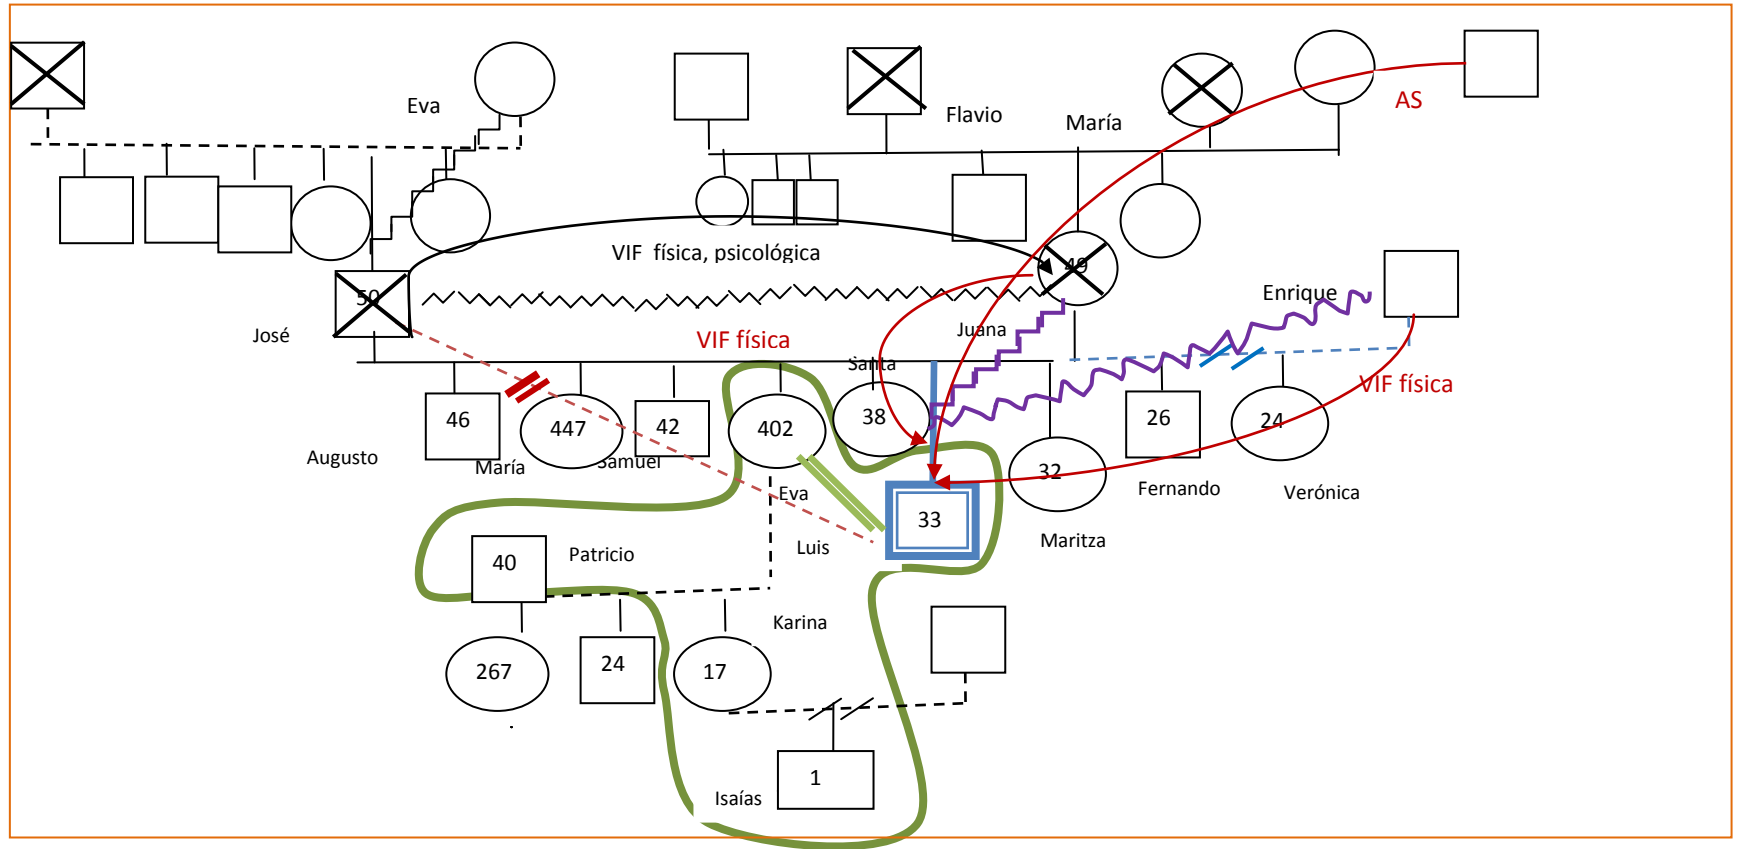 Eva
AS
Flavio
María
VIF física, psicológica
49
50
Enrique
José
VIF física
Juana
Santa
VIF física
46
447
42
402
38
26
24
Augusto
María
Samuel
32
Eva
Fernando
Verónica
33
Luis
Maritza
40
Patricio
Karina
267
24
17
1
Isaías